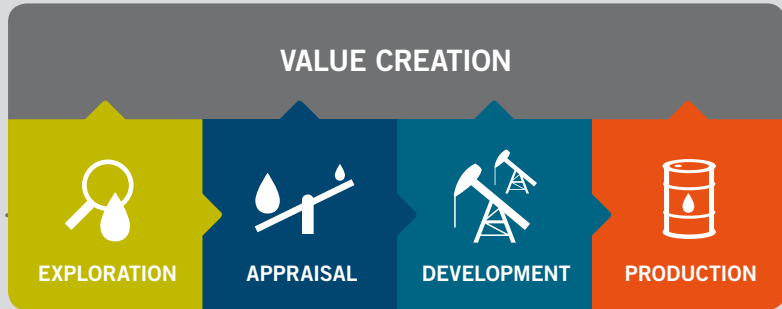 VALUE CREATION
EXPLORATION
APPRAISAL
DEVELOPMENT
PRODUCTION